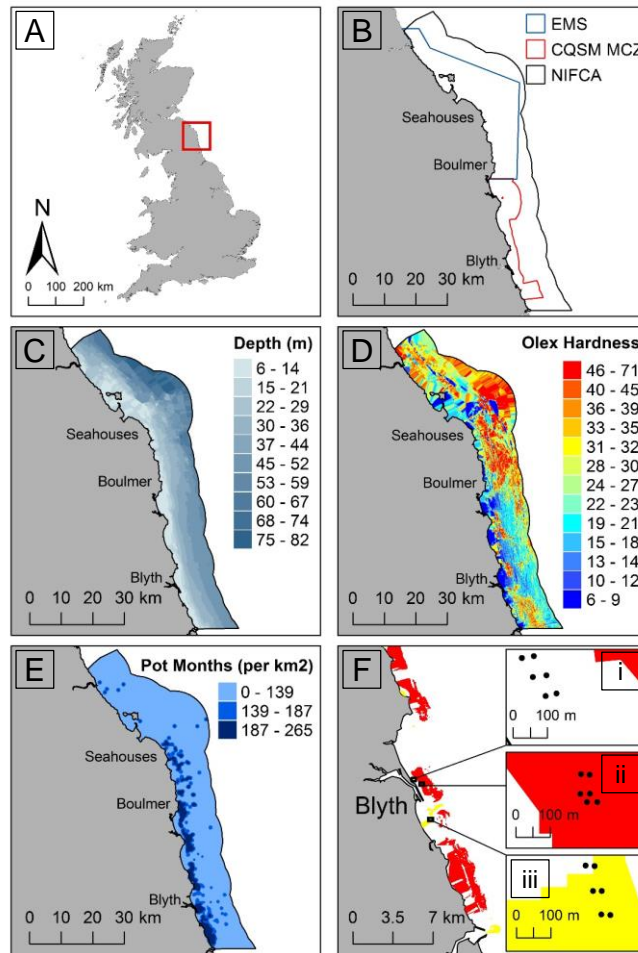 A
N
0 100 200 km
B
EMS
CQSM MCZ
NIFCA
Seahouses
Boulmer
Blyth
0 10 20 30 km
C
Depth (m)
6 - 14
15 - 21
22 - 29
30 - 36
37 - 44
45 - 52
53 - 59
60 - 67
68 - 74
75 - 82
Seahouses
Boulmer
Blyth
0 10 20 30 km
D
Olex Hardness
46 - 71
40 - 45
36 - 39
33 - 35
31 - 32
28 - 30
24 - 27
22 - 23
19 - 21
15 - 18
13 - 14
10 - 12
6 - 9
Seahouses
Boulmer
Blyth
0 10 20 30 km
E
Pot Months (per km2)
0 - 139
139 - 187
187 - 265
Seahouses
Boulmer
Blyth
0 10 20 30 km
F
Blyth
0 3.5 7 km
i
0 100 m
ii
0 100 m
iii
0 100 m